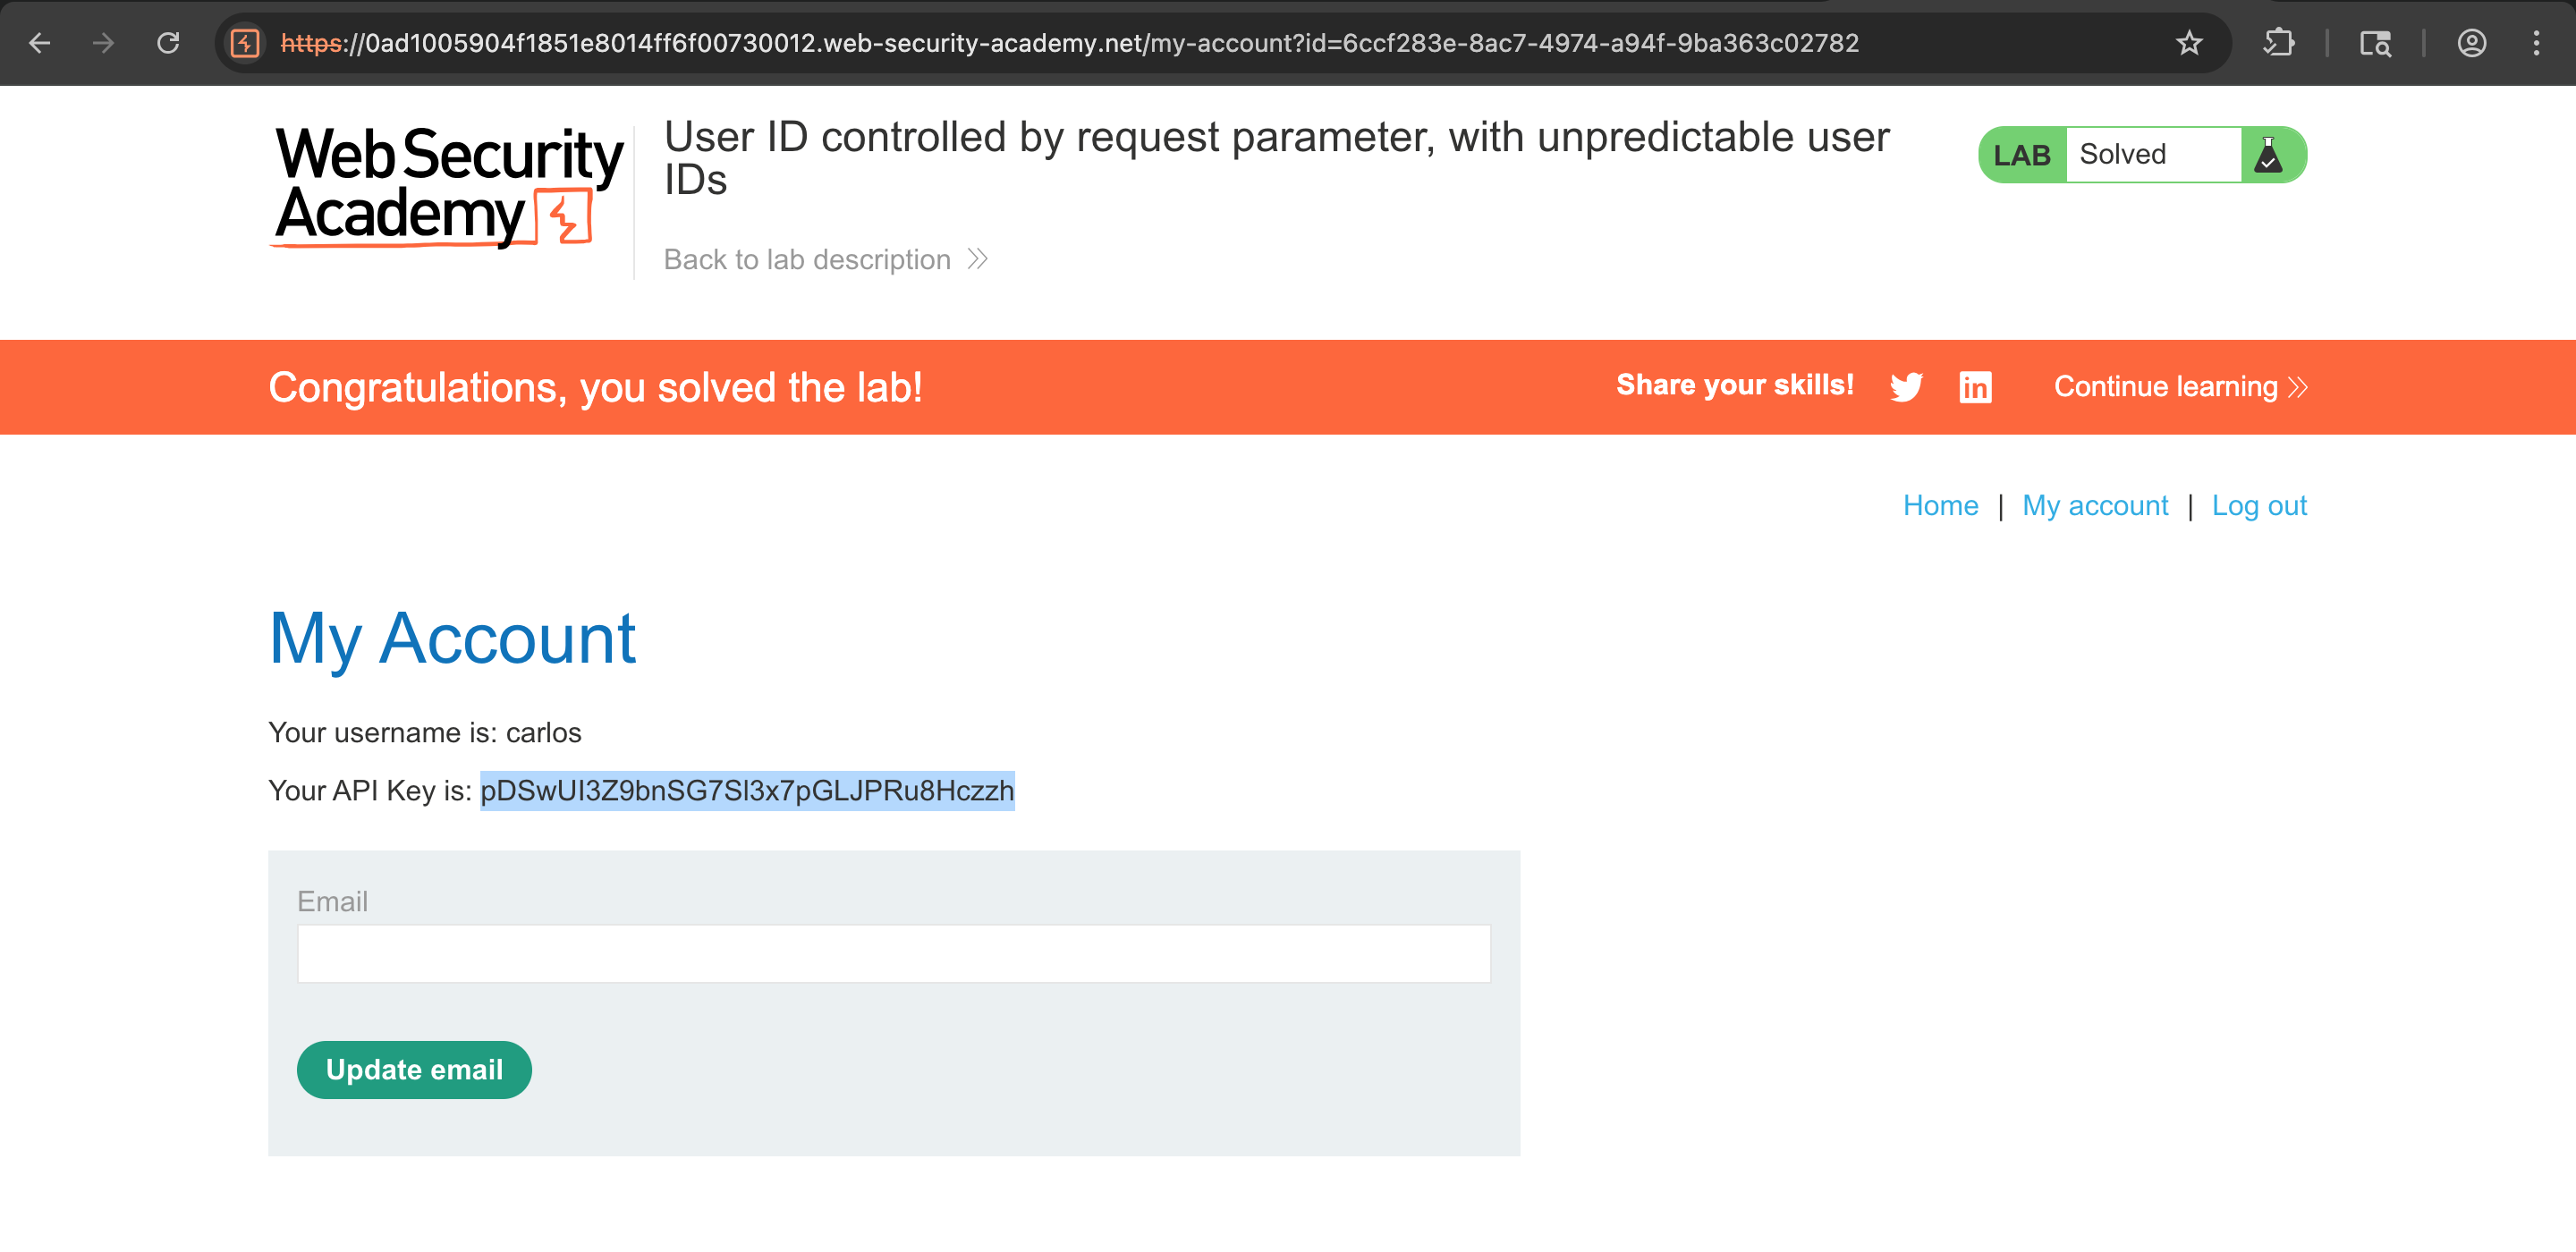 https://0ad1005904f1851e8014ff6f00730012.web-security-academy.net/my-account?id=6ccf283e-8ac7-4974-a94f-9ba363c02782
Web Security
Academy
User ID controlled by request parameter, with unpredictable user
IDs
Back to lab description
LAB Solved
Congratulations, you solved the lab!
Share your skills!
in
Continue learning
Home | My account | Log out
My Account
Your username is: carlos
Your API Key is: pDSwUI3Z9bnSG7Sl3x7pGLJPRu8Hczzh
Email
Update email